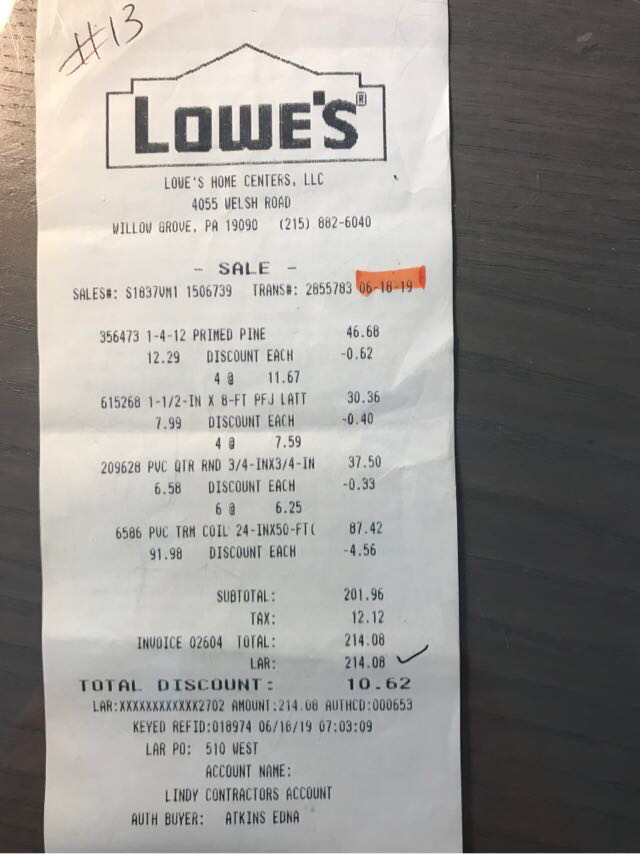 #13
LOWE'S®
LOWE'S HOME CENTERS, LLC
4055 WELSH ROAD
WILLOW GROVE, PA 19090 (215) 882-6040
- SALE -
SALES#: S1837VM1 1506739 TRANS#: 2855783 06-18-19
356473 1-4-12 PRIMED PINE 46.68
12.29 DISCOUNT EACH -0.62
4 @ 11.67
615268 1-1/2-IN X 8-FT PFJ LATT 30.36
7.99 DISCOUNT EACH -0.40
4 @ 7.59
209628 PVC QTR RND 3/4-INX3/4-IN 37.50
6.58 DISCOUNT EACH -0.33
6 @ 6.25
6586 PVC TRM COIL 24-INX50-FT( 87.42
91.98 DISCOUNT EACH -4.56
SUBTOTAL: 201.96
TAX: 12.12
INVOICE 02604 TOTAL: 214.08
LAR: 214.08
TOTAL DISCOUNT: 10.62
LAR:XXXXXXXXXXXX2702 AMOUNT:214.08 AUTHCD:000653
KEYED REFID:018974 06/18/19 07:03:09
LAR PO: 510 WEST
ACCOUNT NAME:
LINDY CONTRACTORS ACCOUNT
AUTH BUYER: ATKINS EDNA